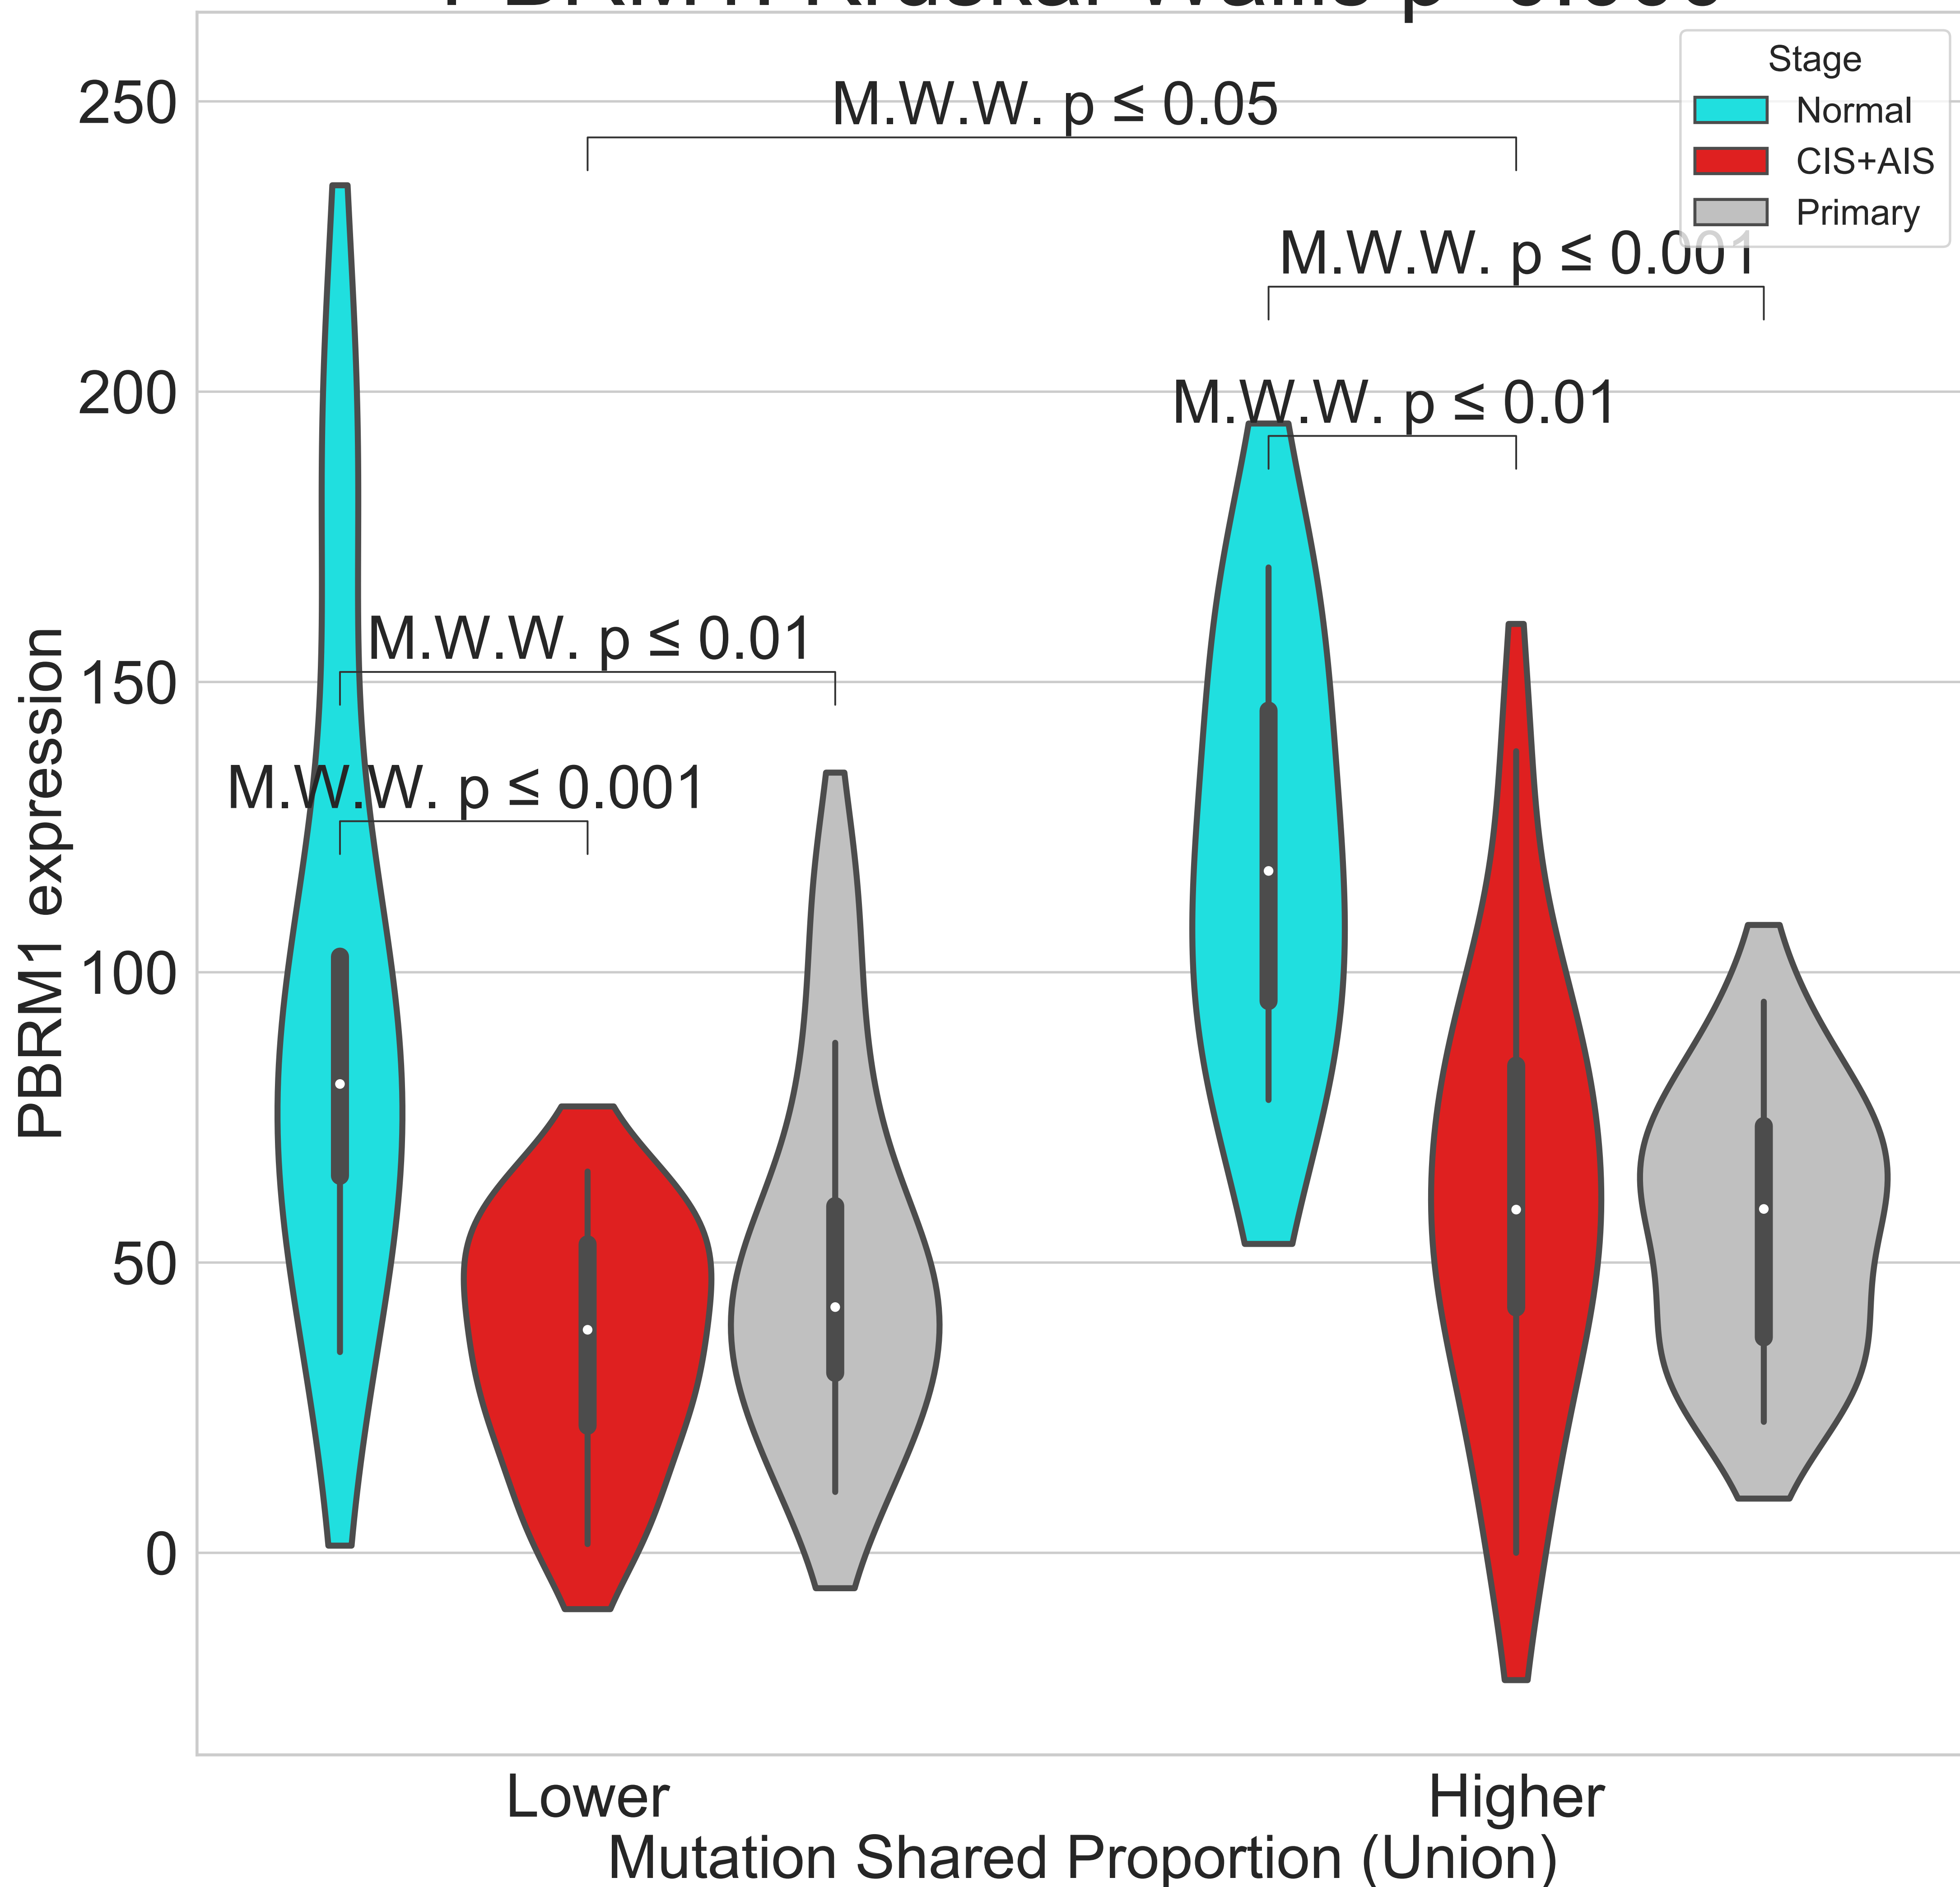 250
M.W.W. p ≤ 0.05
Stage
Normal
CIS+AIS
Primary
M.W.W. p ≤ 0.001
200
M.W.W. p ≤ 0.01
M.W.W. p ≤ 0.01
150
M.W.W. p ≤ 0.001
PBRM1 expression
100
50
0
Lower
Higher
Mutation Shared Proportion (Union)